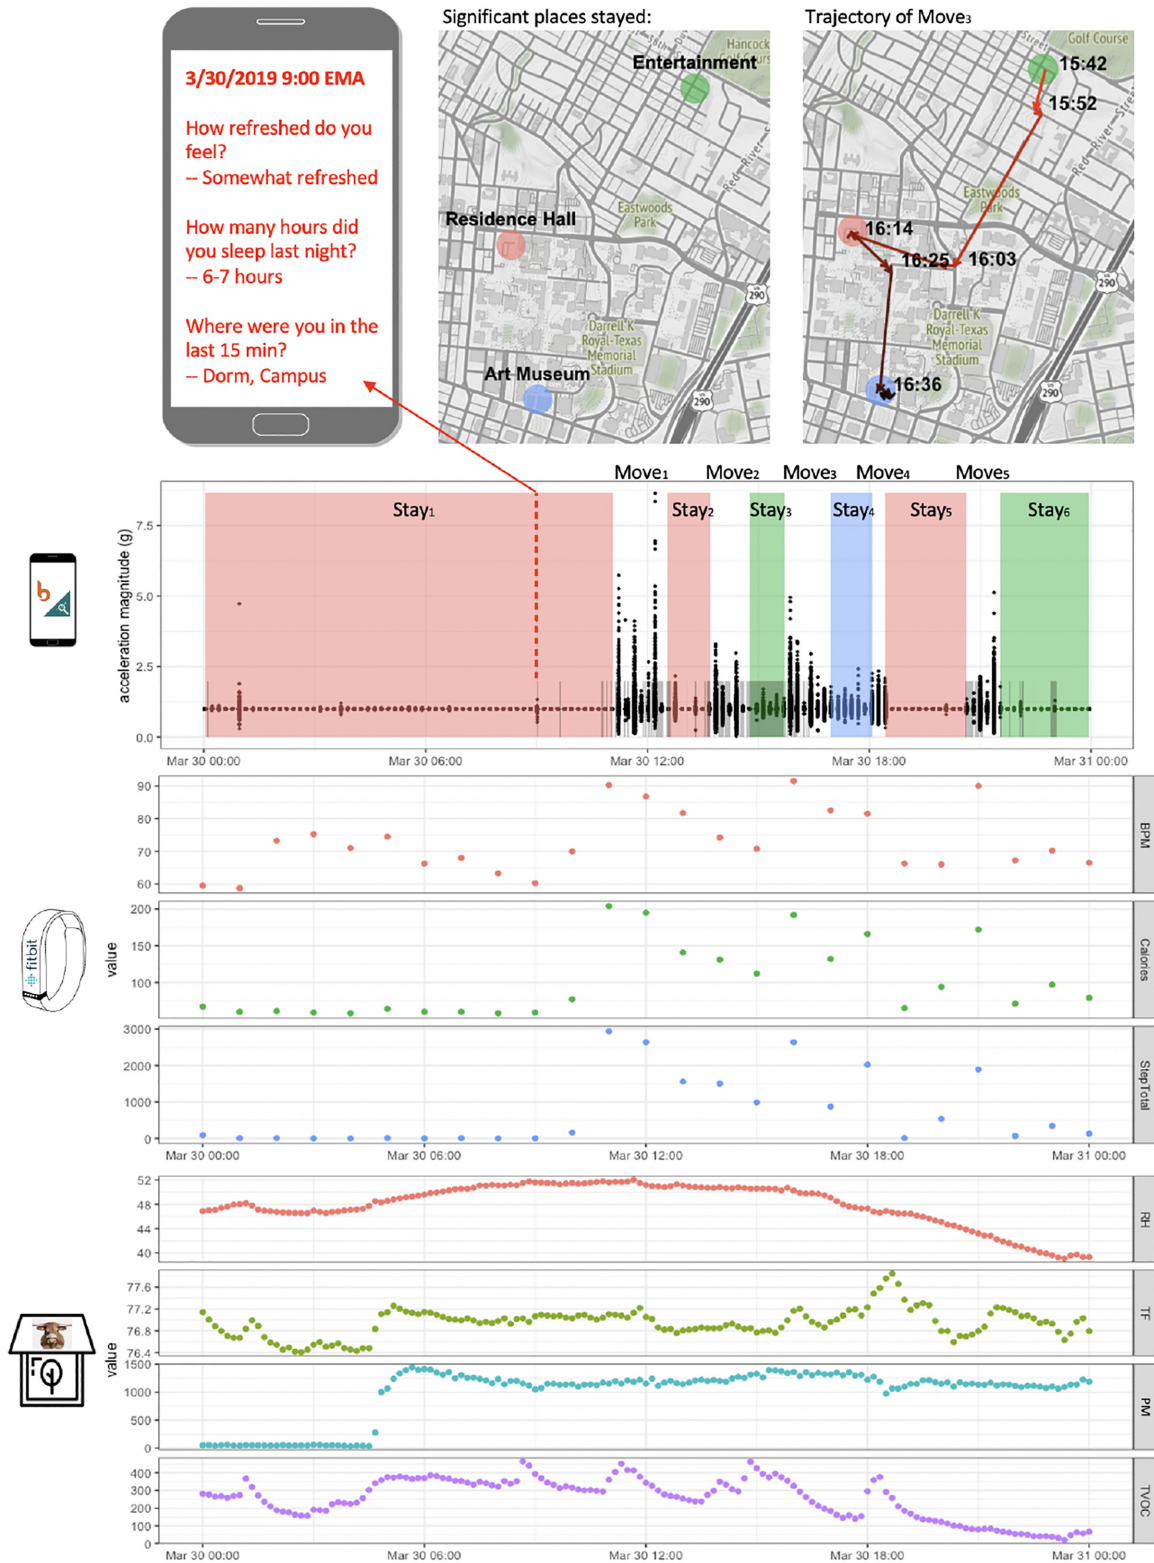 Significant places stayed:
Trajectory of Move3
3/30/2019 9:00 EMA
How refreshed do you
feel?
-- Somewhat refreshed
How many hours did
you sleep last night?
-- 6-7 hours
Where were you in the
last 15 min?
-- Dorm, Campus
Hancock
Entertainment
Residence Hall
Eastwoods
Park
290
Darrell K
Royal-Texas
Memorial
Stadium
Art Museum
290
Street
Golf Course
15:42
15:52
Red-River-Street
Eastwoods
Park
16:14
16:25
16:03
290
Darrell K
Royal-Texas
Memorial
Stadium
16:36
290
Move1
Move2
Move3
Move4
Move5
Stay1
Stay2
Stay3
Stay4
Stay5
Stay6
acceleration magnitude (g)
7.5
5.0
2.5
0.0
Mar 30 00:00
Mar 30 06:00
Mar 30 12:00
Mar 30 18:00
Mar 31 00:00
b
fitbit
value
90
80
70
60
BPM
200
150
100
Calories
3000
2000
1000
0
StepTotal
Mar 30 00:00
Mar 30 06:00
Mar 30 12:00
Mar 30 18:00
Mar 31 00:00
value
52
48
44
40
RH
77.6
77.2
76.8
76.4
TF
1500
1000
500
0
PM
400
300
200
100
0
TVOC
Mar 30 00:00
Mar 30 06:00
Mar 30 12:00
Mar 30 18:00
Mar 31 00:00